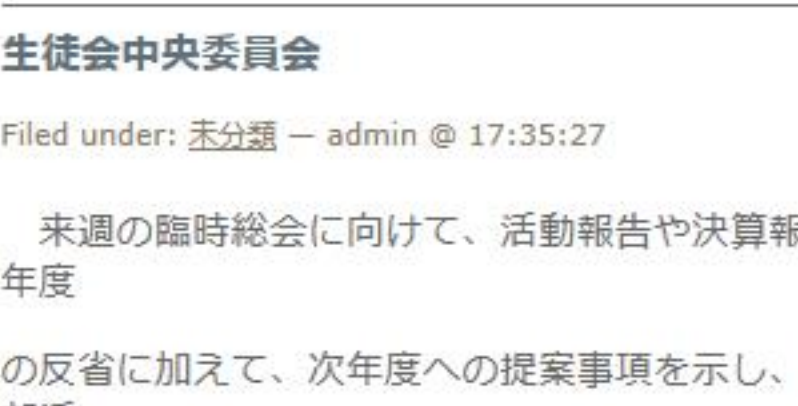 生徒会中央委員会
Filed under: 未分類 — admin @ 17:35:27
　来週の臨時総会に向けて、活動報告や決算報
年度
の反省に加えて、次年度への提案事項を示し、